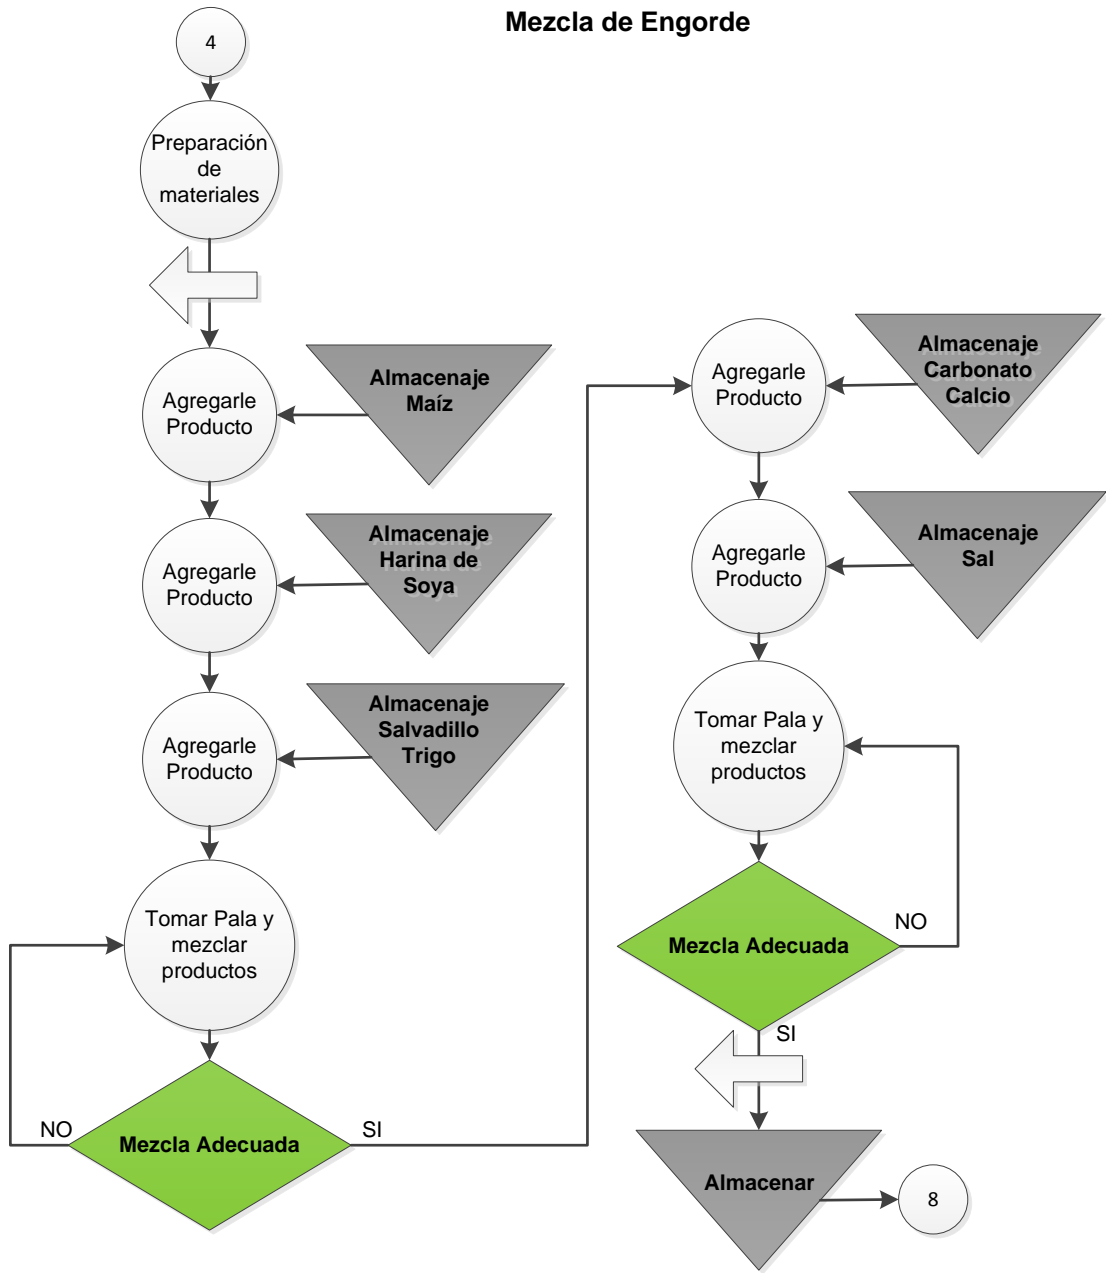 Mezcla de Engorde
4
Preparación
de
materiales
Agregarle
Producto
Almacenaje
Maíz
Agregarle
Producto
Almacenaje
Harina de
Soya
Agregarle
Producto
Almacenaje
Salvadillo
Trigo
Tomar Pala y
mezclar
productos
NO
Mezcla Adecuada
SI
Agregarle
Producto
Almacenaje
Carbonato
Calcio
Agregarle
Producto
Almacenaje
Sal
Tomar Pala y
mezclar
productos
Mezcla Adecuada
NO
SI
Almacenar
8